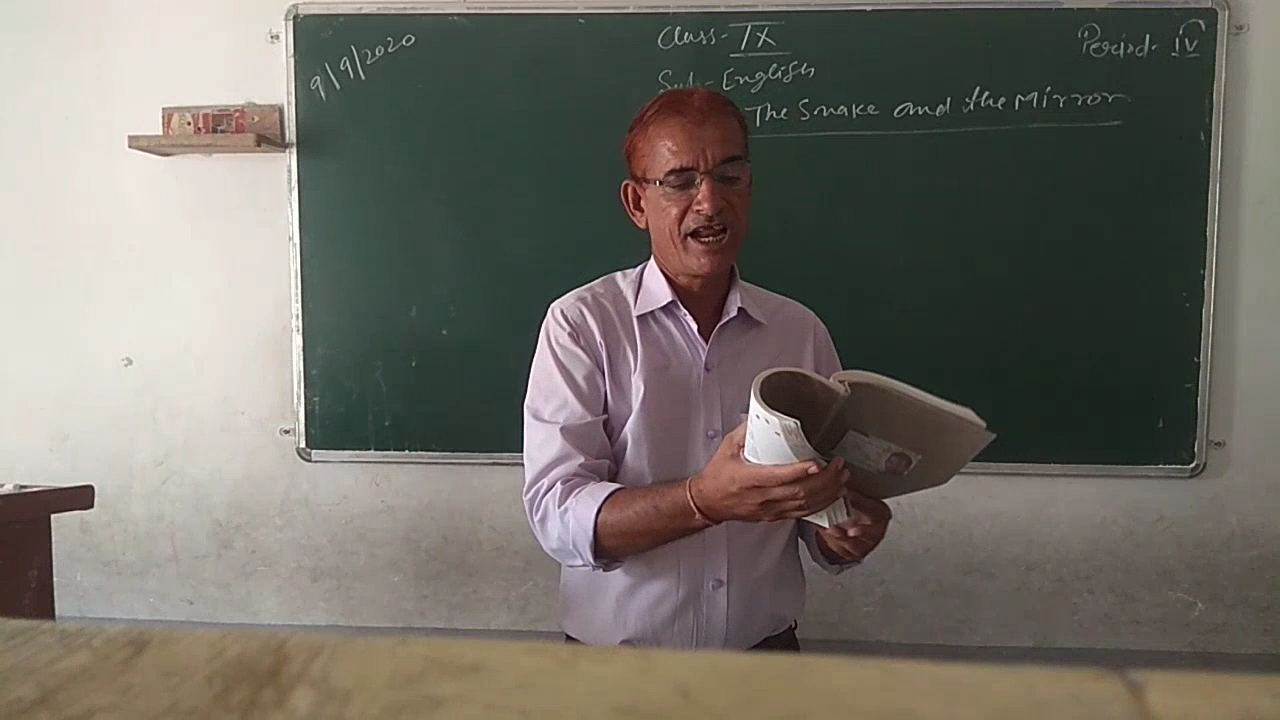 9/9/2020
Class- IX
Period- IV
Sub- English
The Snake and the Mirror